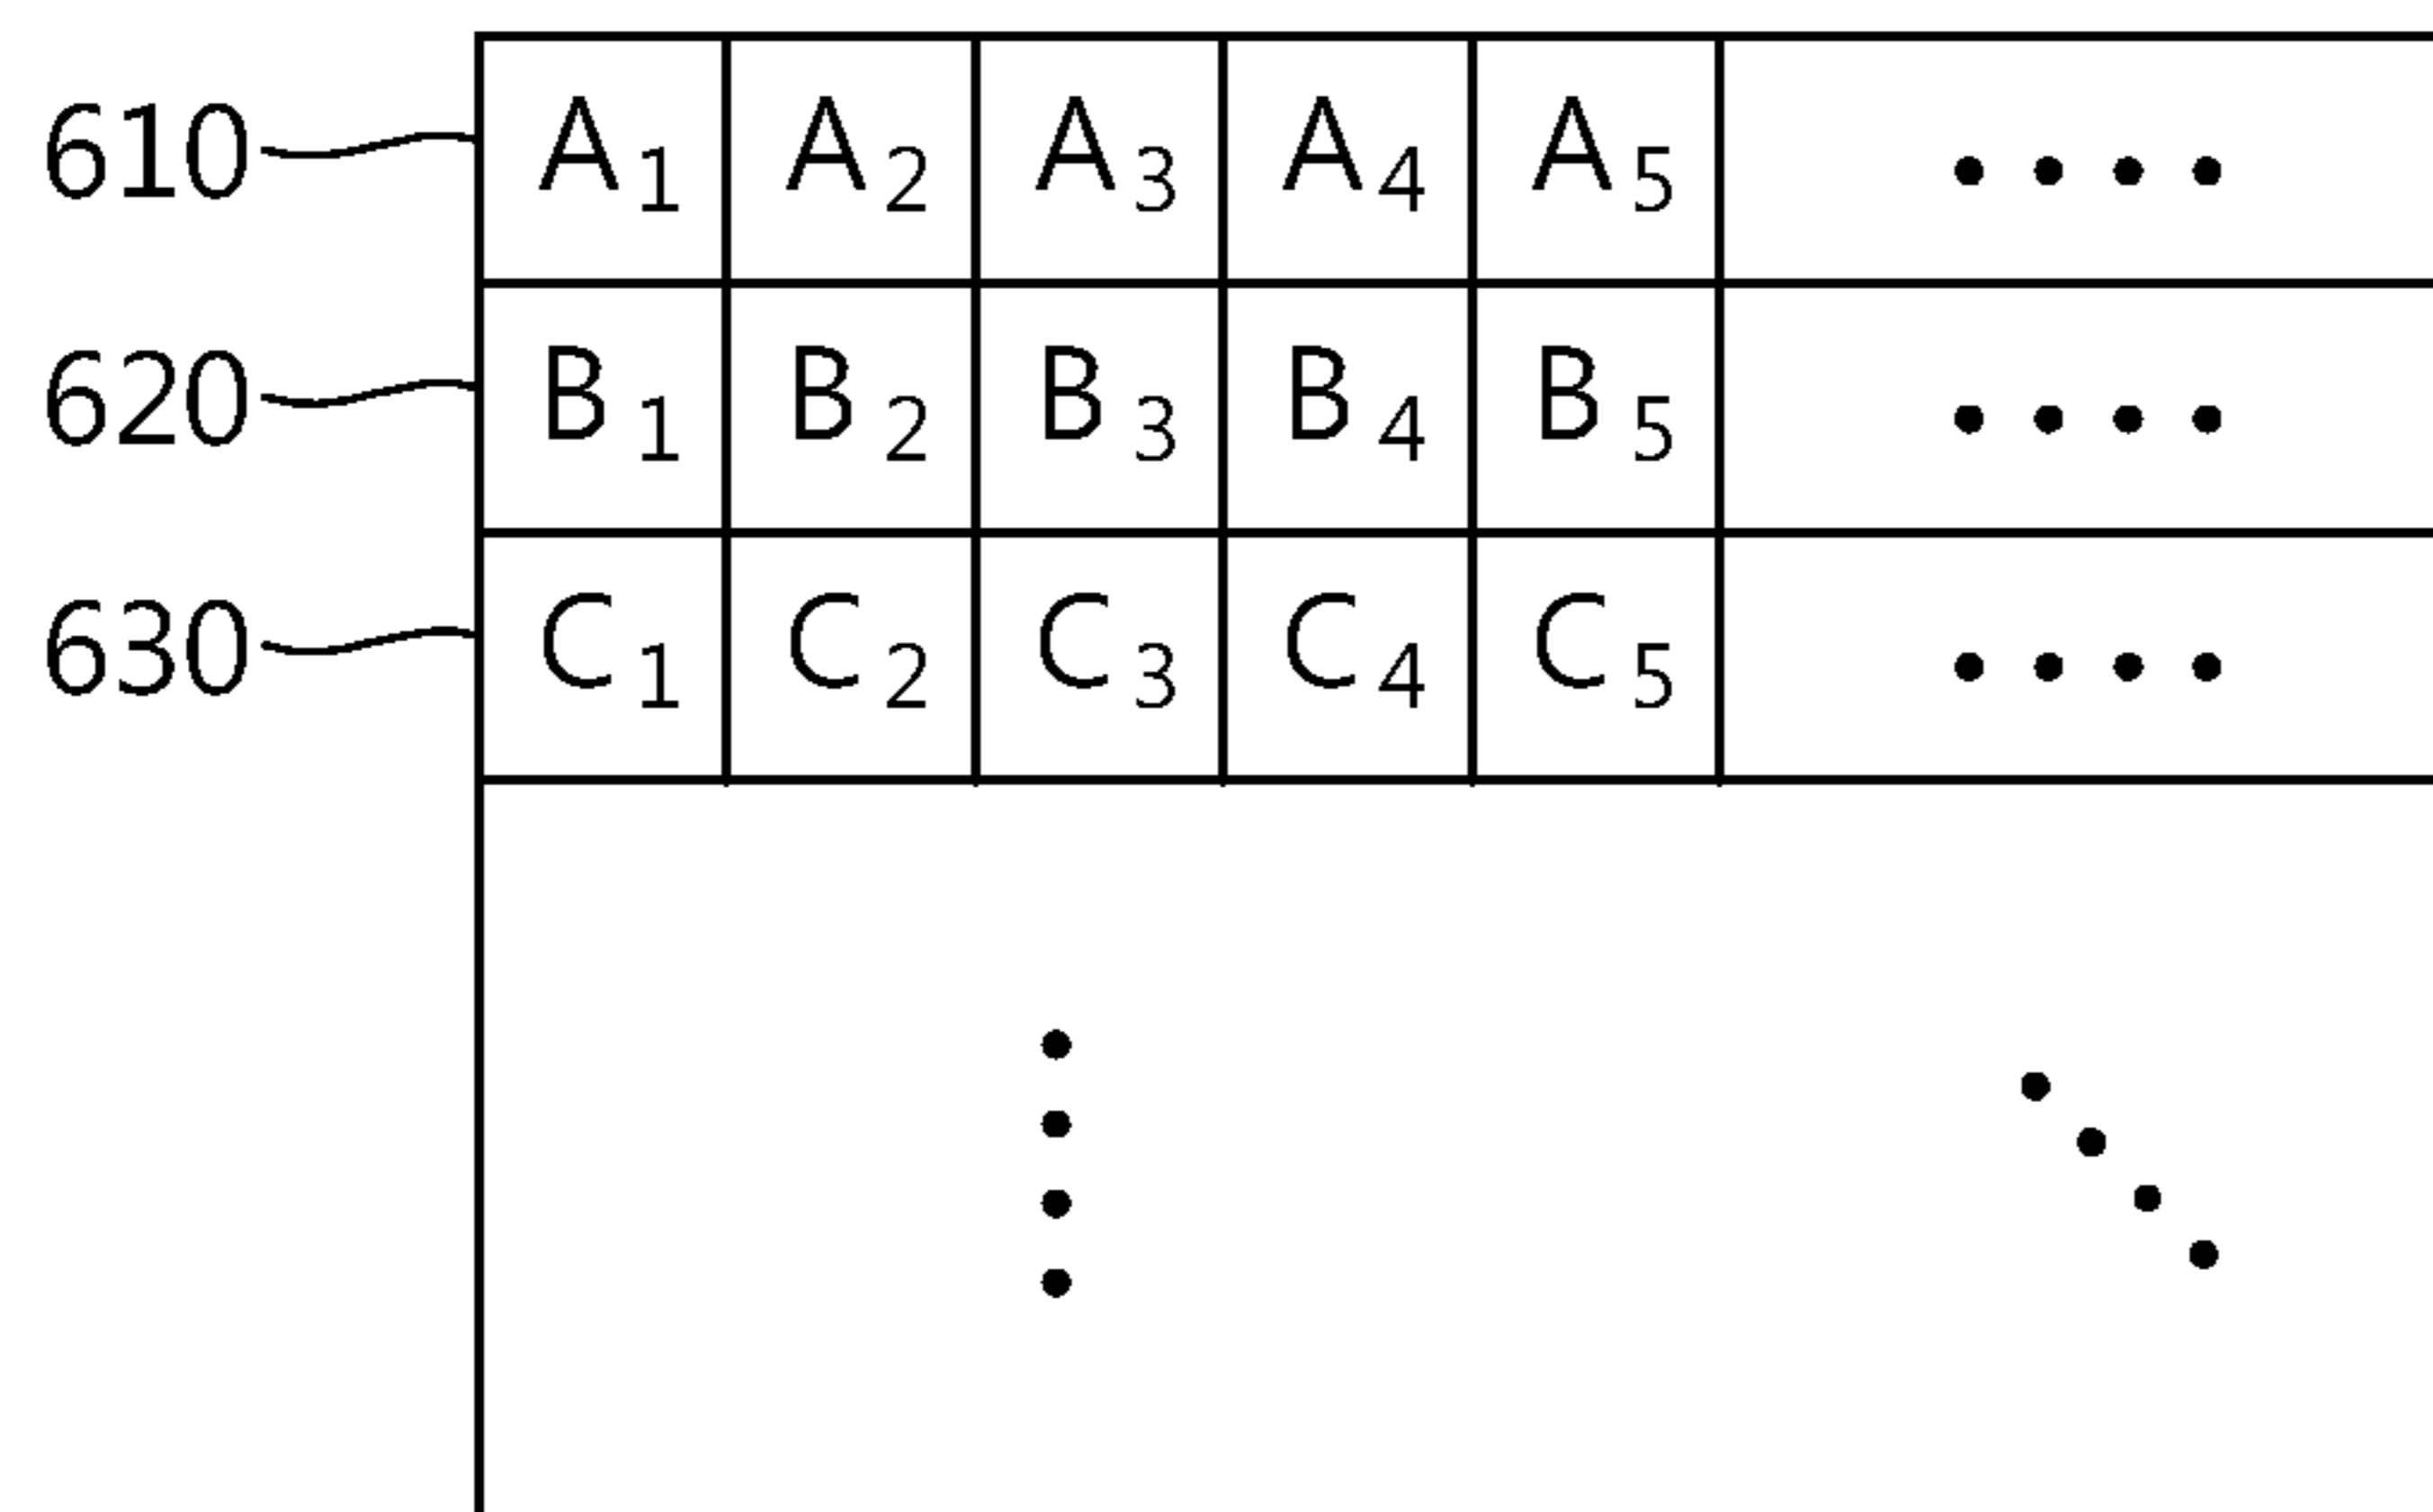 610 A1 A2 A3 A4 A5 ....
620 B1 B2 B3 B4 B5 ....
630 C1 C2 C3 C4 C5 ....